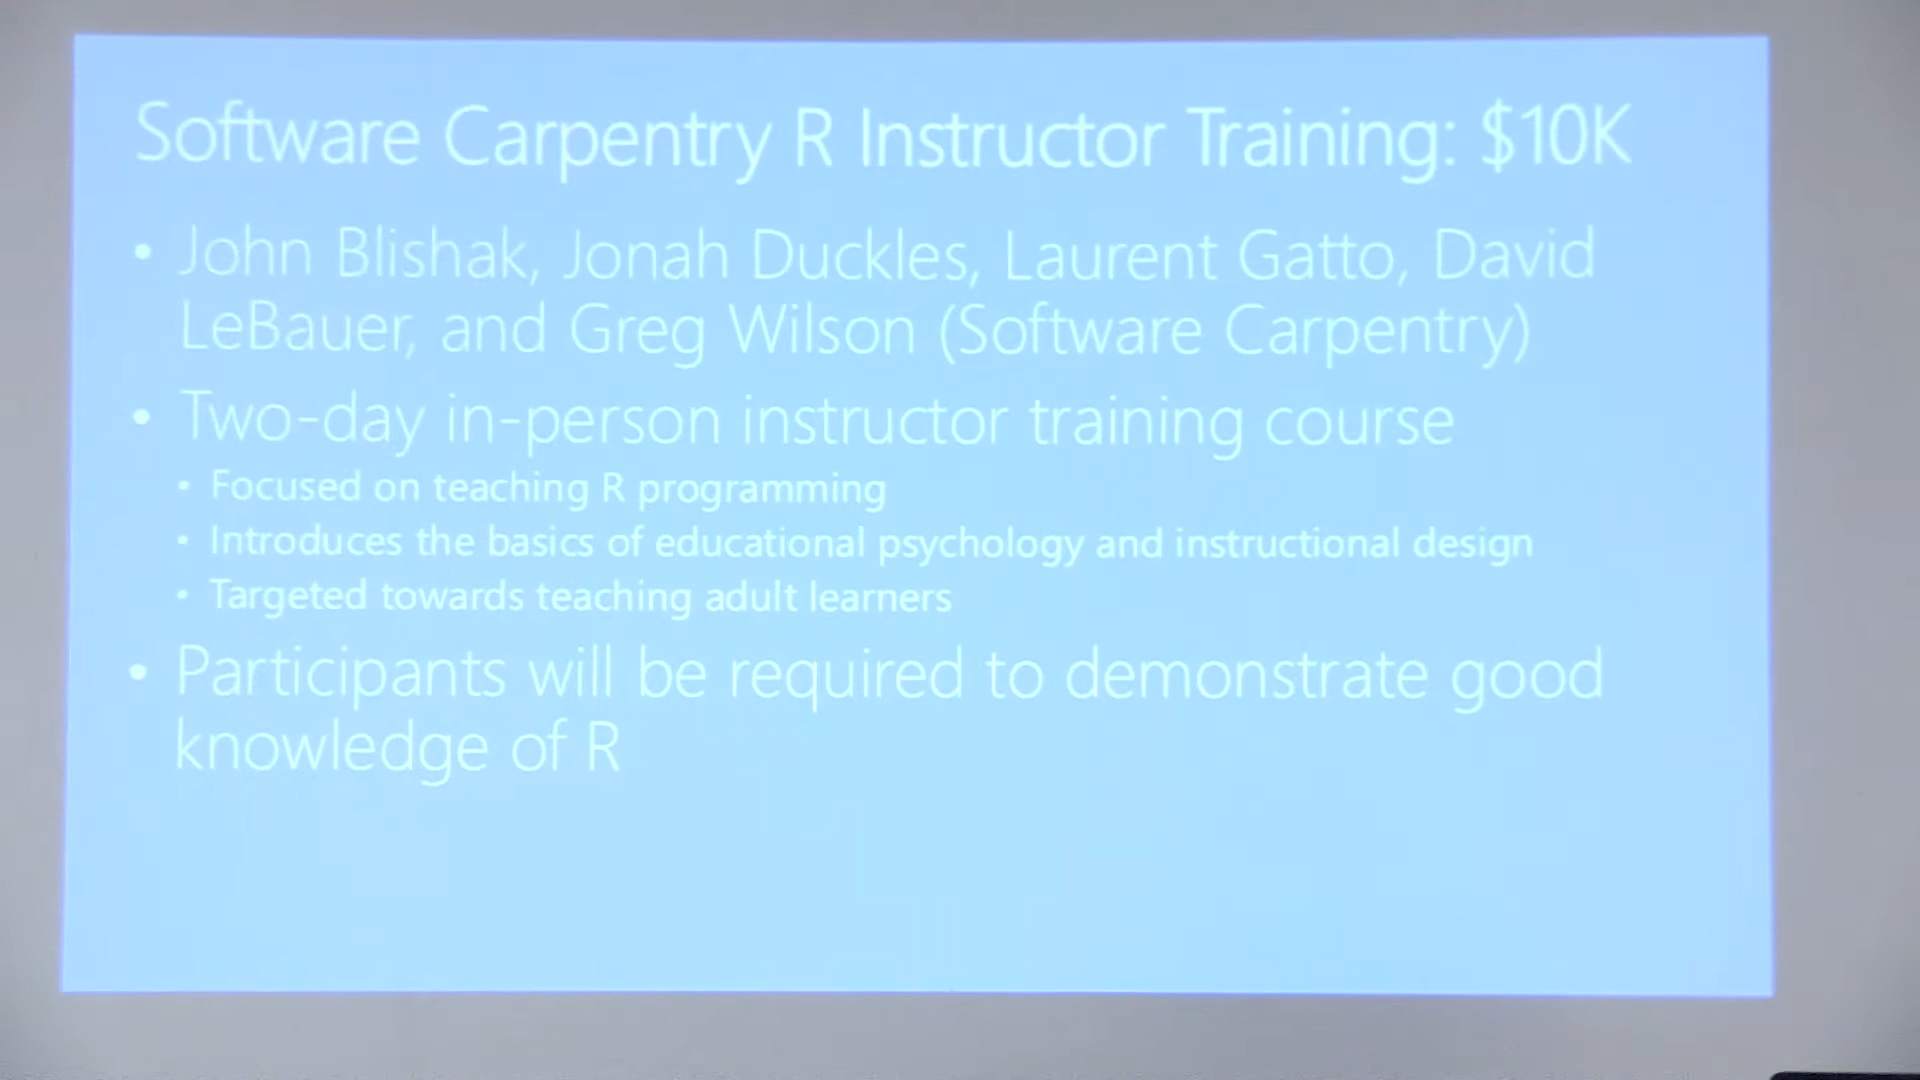 Software Carpentry R Instructor Training: $10K
• John Blishak, Jonah Duckles, Laurent Gatto, David
LeBauer, and Greg Wilson (Software Carpentry)
• Two-day in-person instructor training course
• Focused on teaching R programming
• Introduces the basics of educational psychology and instructional design
• Targeted towards teaching adult learners
• Participants will be required to demonstrate good
knowledge of R